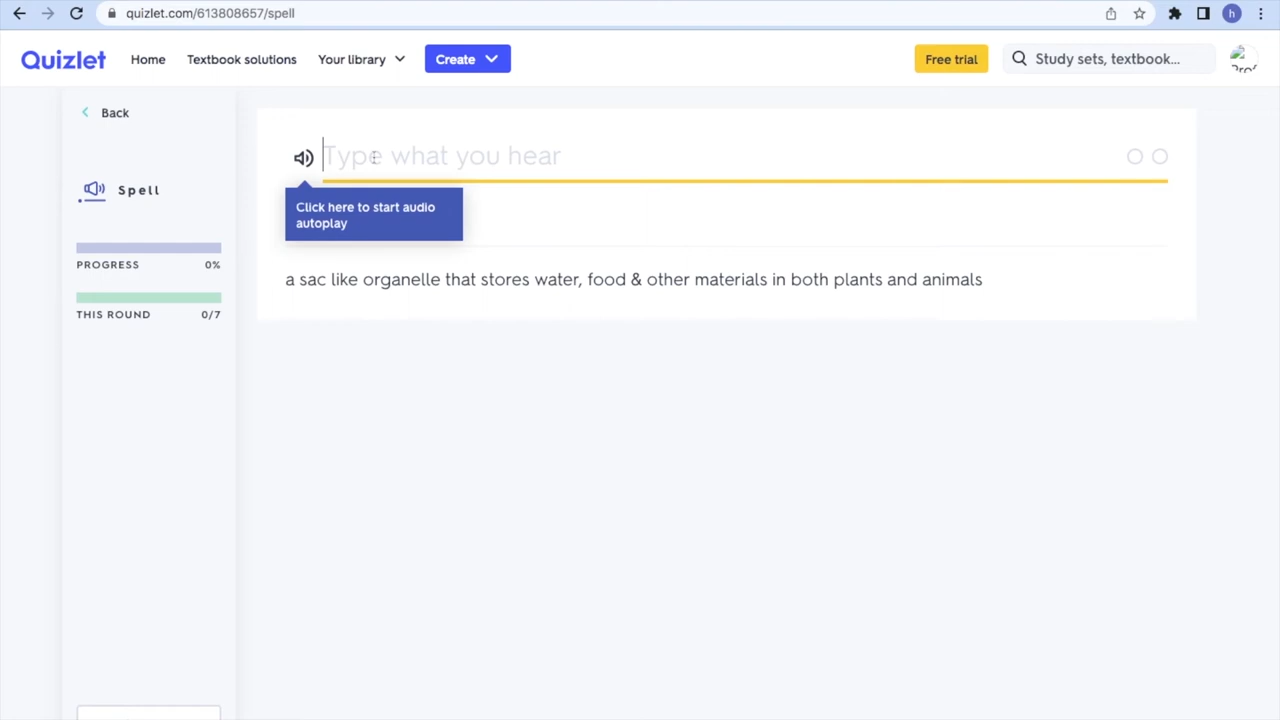 quizlet.com/613808657/spell
h
Quizlet Home Textbook solutions Your library Create Free trial Study sets, textbook...
Back
Type what you hear
Spell
Click here to start audio
autoplay
PROGRESS 0%
a sac like organelle that stores water, food & other materials in both plants and animals
THIS ROUND 0/7